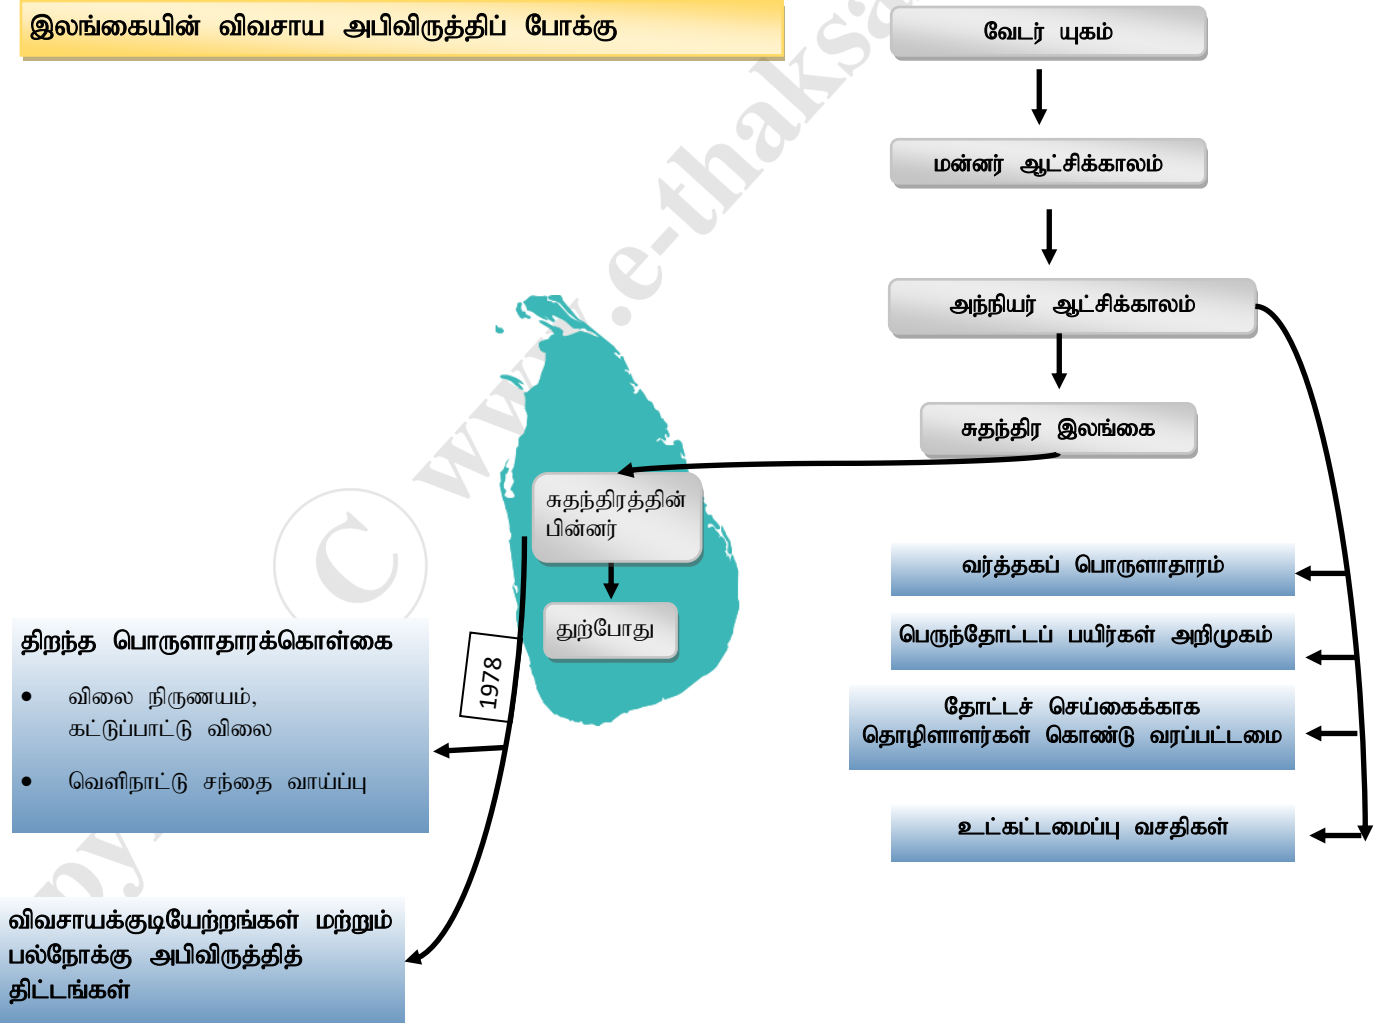 இலங்கையின் விவசாய அபிவிருத்திப் போக்கு
வேடர் யுகம்
மன்னர் ஆட்சிக்காலம்
அந்நியர் ஆட்சிக்காலம்
சுதந்திர இலங்கை
சுதந்திரத்தின்
பின்னர்
துற்போது
வர்த்தகப் பொருளாதாரம்
பெருந்தோட்டப் பயிர்கள் அறிமுகம்
தோட்டச் செய்கைக்காக
தொழிளாளர்கள் கொண்டு வரப்பட்டமை
உட்கட்டமைப்பு வசதிகள்
1978
திறந்த பொருளாதாரக்கொள்கை
• விலை நிருணயம்,
கட்டுப்பாட்டு விலை
• வெளிநாட்டு சந்தை வாய்ப்பு
விவசாயக்குடியேற்றங்கள் மற்றும்
பல்நோக்கு அபிவிருத்தித்
திட்டங்கள்
© www.e-thaksa